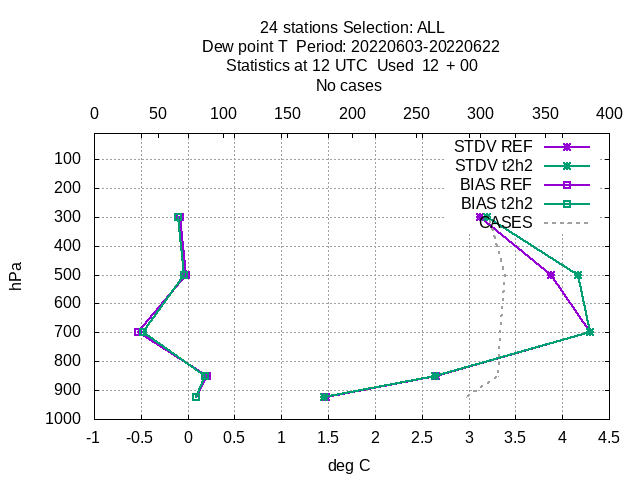 24 stations Selection: ALL
Dew point T  Period: 20220603-20220622
Statistics at 12 UTC  Used  12  + 00
No cases
0 50 100 150 200 250 300 350 400
STDV REF
STDV t2h2
BIAS REF
BIAS t2h2
CASES
hPa
100
200
300
400
500
600
700
800
900
1000
-1 -0.5 0 0.5 1 1.5 2 2.5 3 3.5 4 4.5
deg C